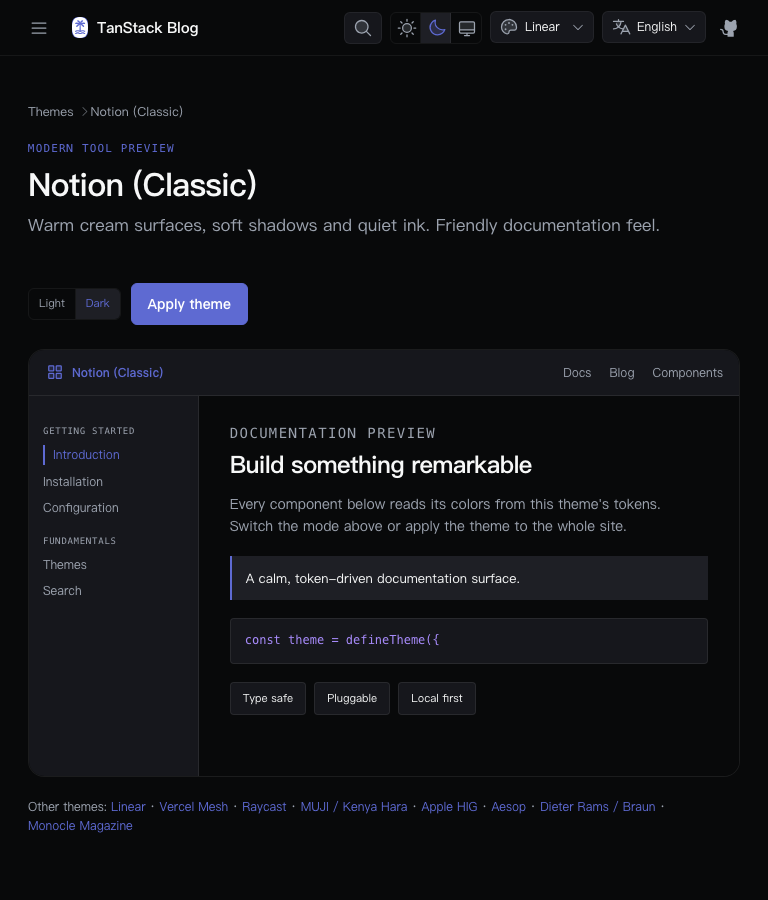 TanStack Blog
Linear
English
Themes
Notion (Classic)
MODERN TOOL PREVIEW
Notion (Classic)
Warm cream surfaces, soft shadows and quiet ink. Friendly documentation feel.
Light
Dark
Apply theme
Notion (Classic)
Docs
Blog
Components
GETTING STARTED
Introduction
Installation
Configuration
FUNDAMENTALS
Themes
Search
DOCUMENTATION PREVIEW
Build something remarkable
Every component below reads its colors from this theme's tokens.
Switch the mode above or apply the theme to the whole site.
A calm, token-driven documentation surface.
const theme = defineTheme({
Type safe
Pluggable
Local first
Other themes: Linear · Vercel Mesh · Raycast · MUJI / Kenya Hara · Apple HIG · Aesop · Dieter Rams / Braun ·
Monocle Magazine